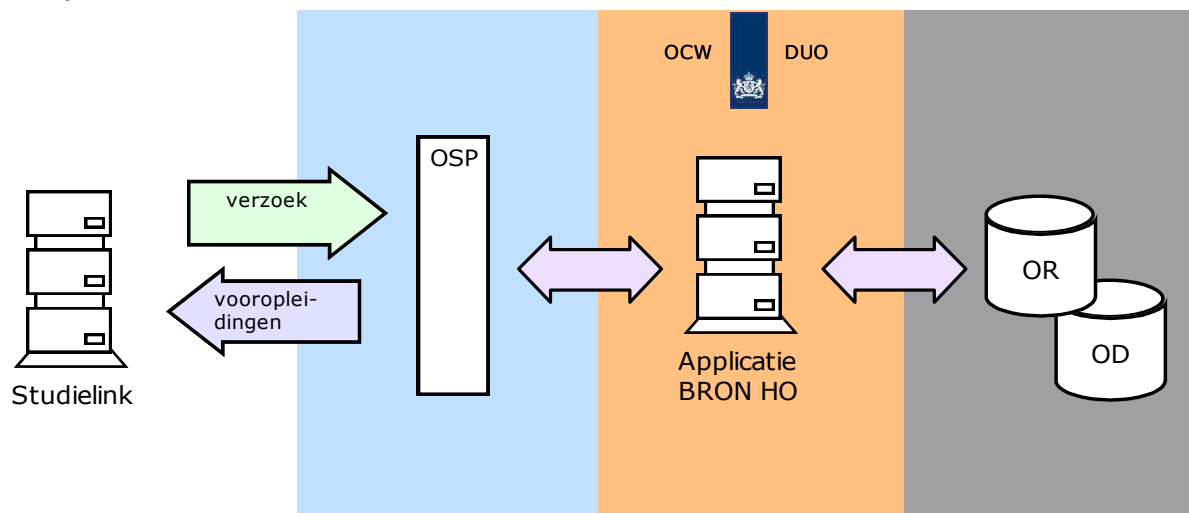 OCW
DUO
OSP
verzoek
vooroplei-
dingen
Studielink
Applicatie
BRON HO
OR
OD